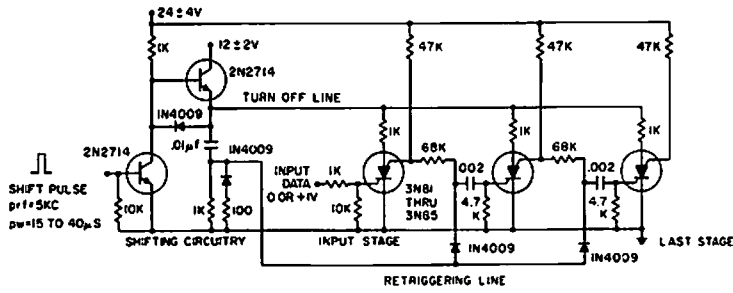 24±4V
12±2V
1K
2N2714
47K
47K
47K
TURN OFF LINE
1N4009
.01µf
1N4009
1K
68K
1K
68K
1K
2N2714
INPUT
DATA
0 OR +1V
1K
.002
.002
SHIFT PULSE
prf=5KC
pw=15 TO 40µS
10K
1K
100
10K
3N81
THRU
3N85
4.7
K
4.7
K
SHIFTING CIRCUITRY
INPUT STAGE
1N4009
1N4009
LAST STAGE
RETRIGGERING LINE